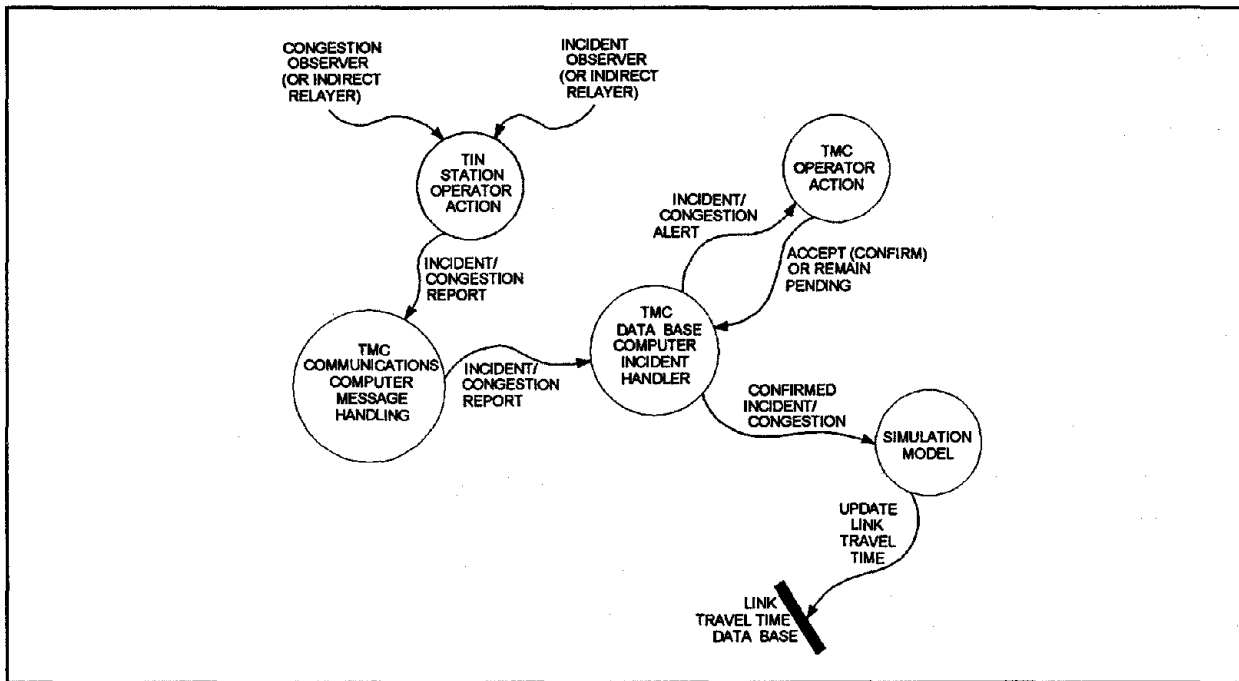 CONGESTION
OBSERVER
(OR INDIRECT
RELAYER)
INCIDENT
OBSERVER
(OR INDIRECT
RELAYER)
TIN
STATION
OPERATOR
ACTION
INCIDENT/
CONGESTION
REPORT
TMC
COMMUNICATIONS
COMPUTER
MESSAGE
HANDLING
INCIDENT/
CONGESTION
REPORT
TMC
DATA BASE
COMPUTER
INCIDENT
HANDLER
INCIDENT/
CONGESTION
ALERT
TMC
OPERATOR
ACTION
ACCEPT (CONFIRM)
OR REMAIN
PENDING
CONFIRMED
INCIDENT/
CONGESTION
SIMULATION
MODEL
UPDATE
LINK
TRAVEL
TIME
LINK
TRAVEL TIME
DATA BASE